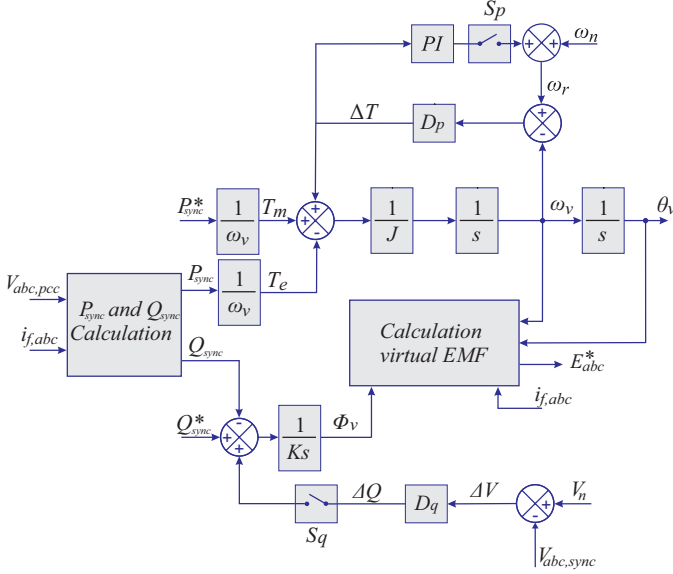 Sp
PI
+
+
ωn
ωr
ΔT
Dp
+
-
P*sync
1
ωv
Tm
+
+
-
1
J
1
s
ωv
1
s
θv
Vabc,pcc
if,abc
Psync and Qsync
Calculation
Psync
1
ωv
Te
Qsync
Calculation
virtual EMF
E*abc
if,abc
Q*sync
-
+
+
1
Ks
Φv
Sq
ΔQ
Dq
ΔV
+
-
Vn
Vabc,sync